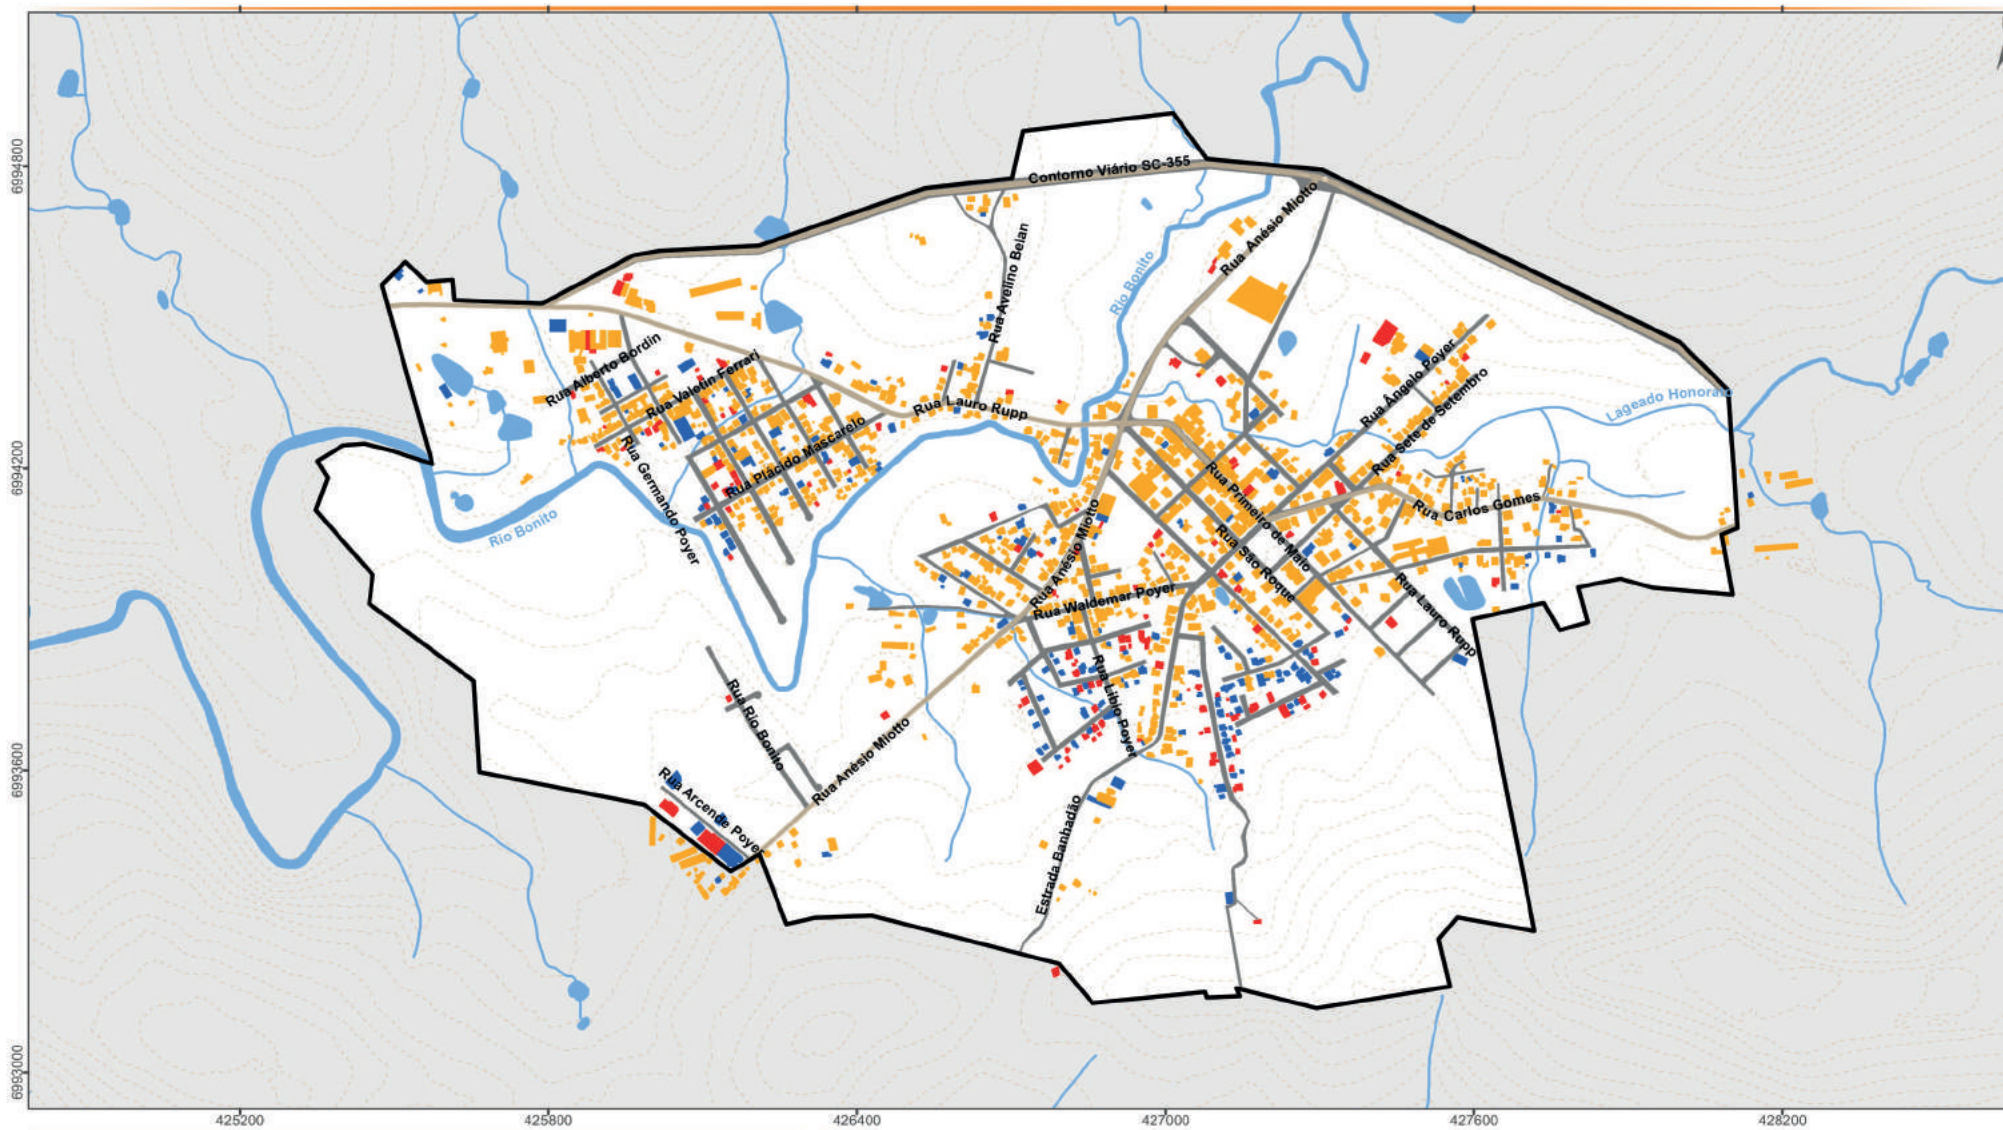 Contorno Viário SC-355
Rua Anésio Miotto
Rua Avelino Belan
Rio Bonito
Rua Alberto Bordin
Rua Valetin Ferrari
Rua Lauro Rupp
Rua Ângelo Poyer
Rua Sete de Setembro
Lageado Honorato
Rua Plácido Mascarelo
Rua Germando Poyer
Rio Bonito
Rua Primeiro de Maio
Rua Carlos Gomes
Rua Anésio Miotto
Rua São Roque
Rua Waldemar Poyer
Rua Lauro Rupp
Rua Líbio Poyer
Rua Rio Bonito
Rua Anésio Miotto
Rua Arcende Poyer
Estrada Banhadão
6994800
6994200
6993600
6993000
425200
425800
426400
427000
427600
428200